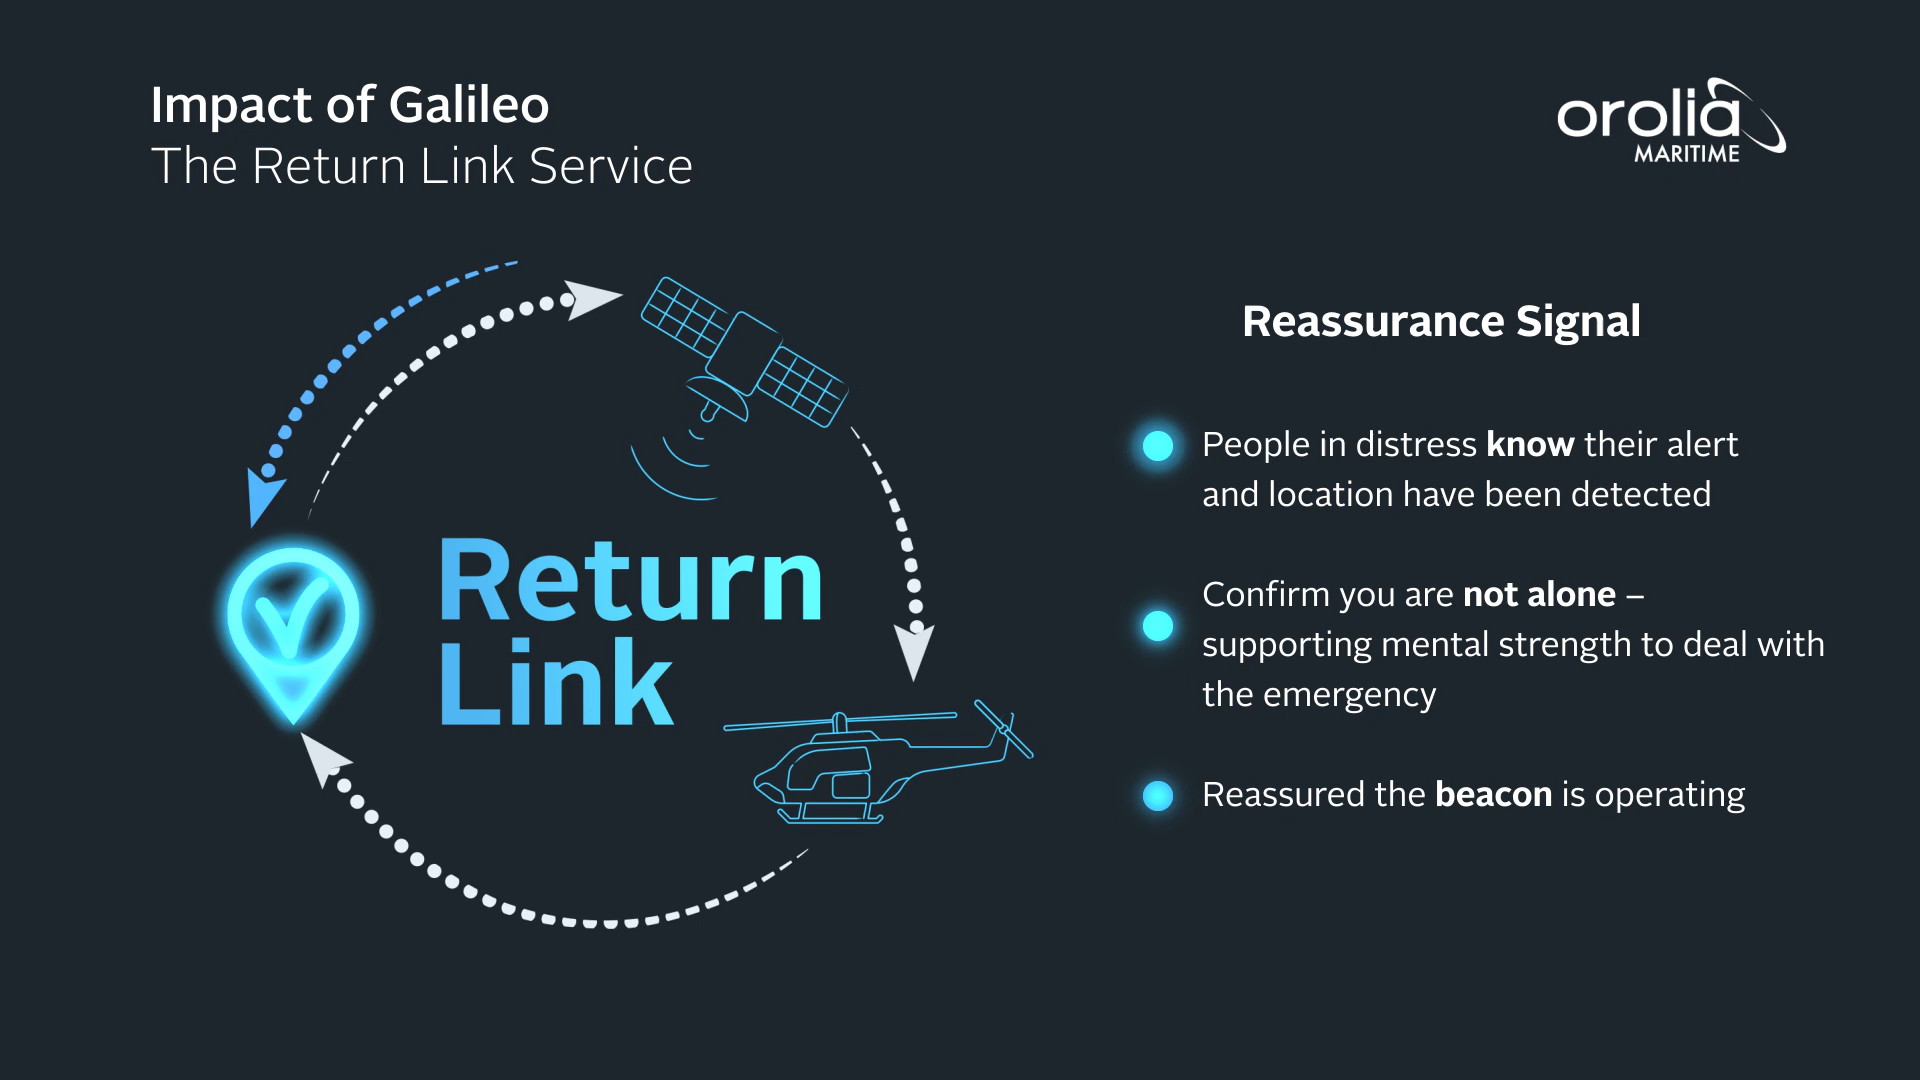 Impact of Galileo
The Return Link Service
orolia
MARITIME
Return
Link
Reassurance Signal
People in distress know their alert
and location have been detected
Confirm you are not alone –
supporting mental strength to deal with
the emergency
Reassured the beacon is operating